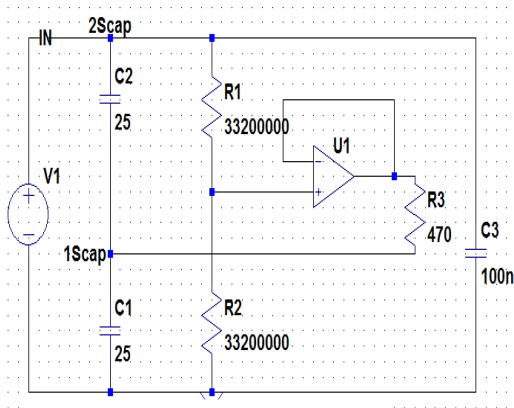 2Scap
IN
C2
25
R1
33200000
U1
V1
R3
470
1Scap
C3
100n
C1
25
R2
33200000